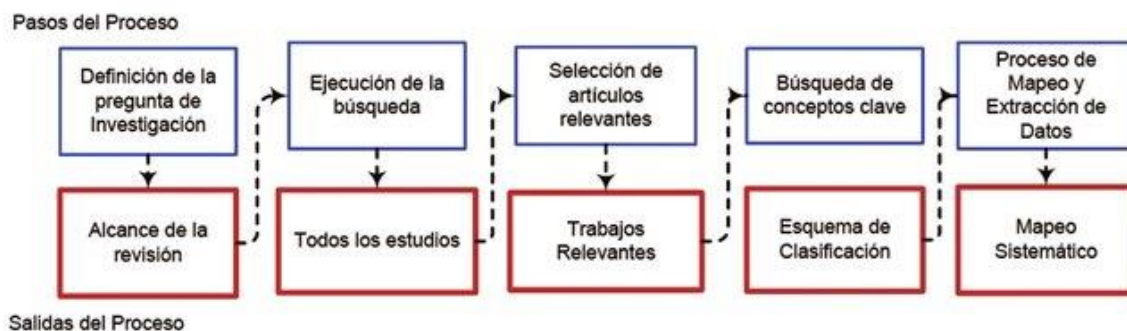 Pasos del Proceso
Definición de la
pregunta de
Investigación
Ejecución de la
búsqueda
Selección de
artículos
relevantes
Búsqueda de
conceptos clave
Proceso de
Mapeo y
Extracción de
Datos
Alcance de la
revisión
Todos los estudios
Trabajos
Relevantes
Esquema de
Clasificación
Mapeo
Sistemático
Salidas del Proceso